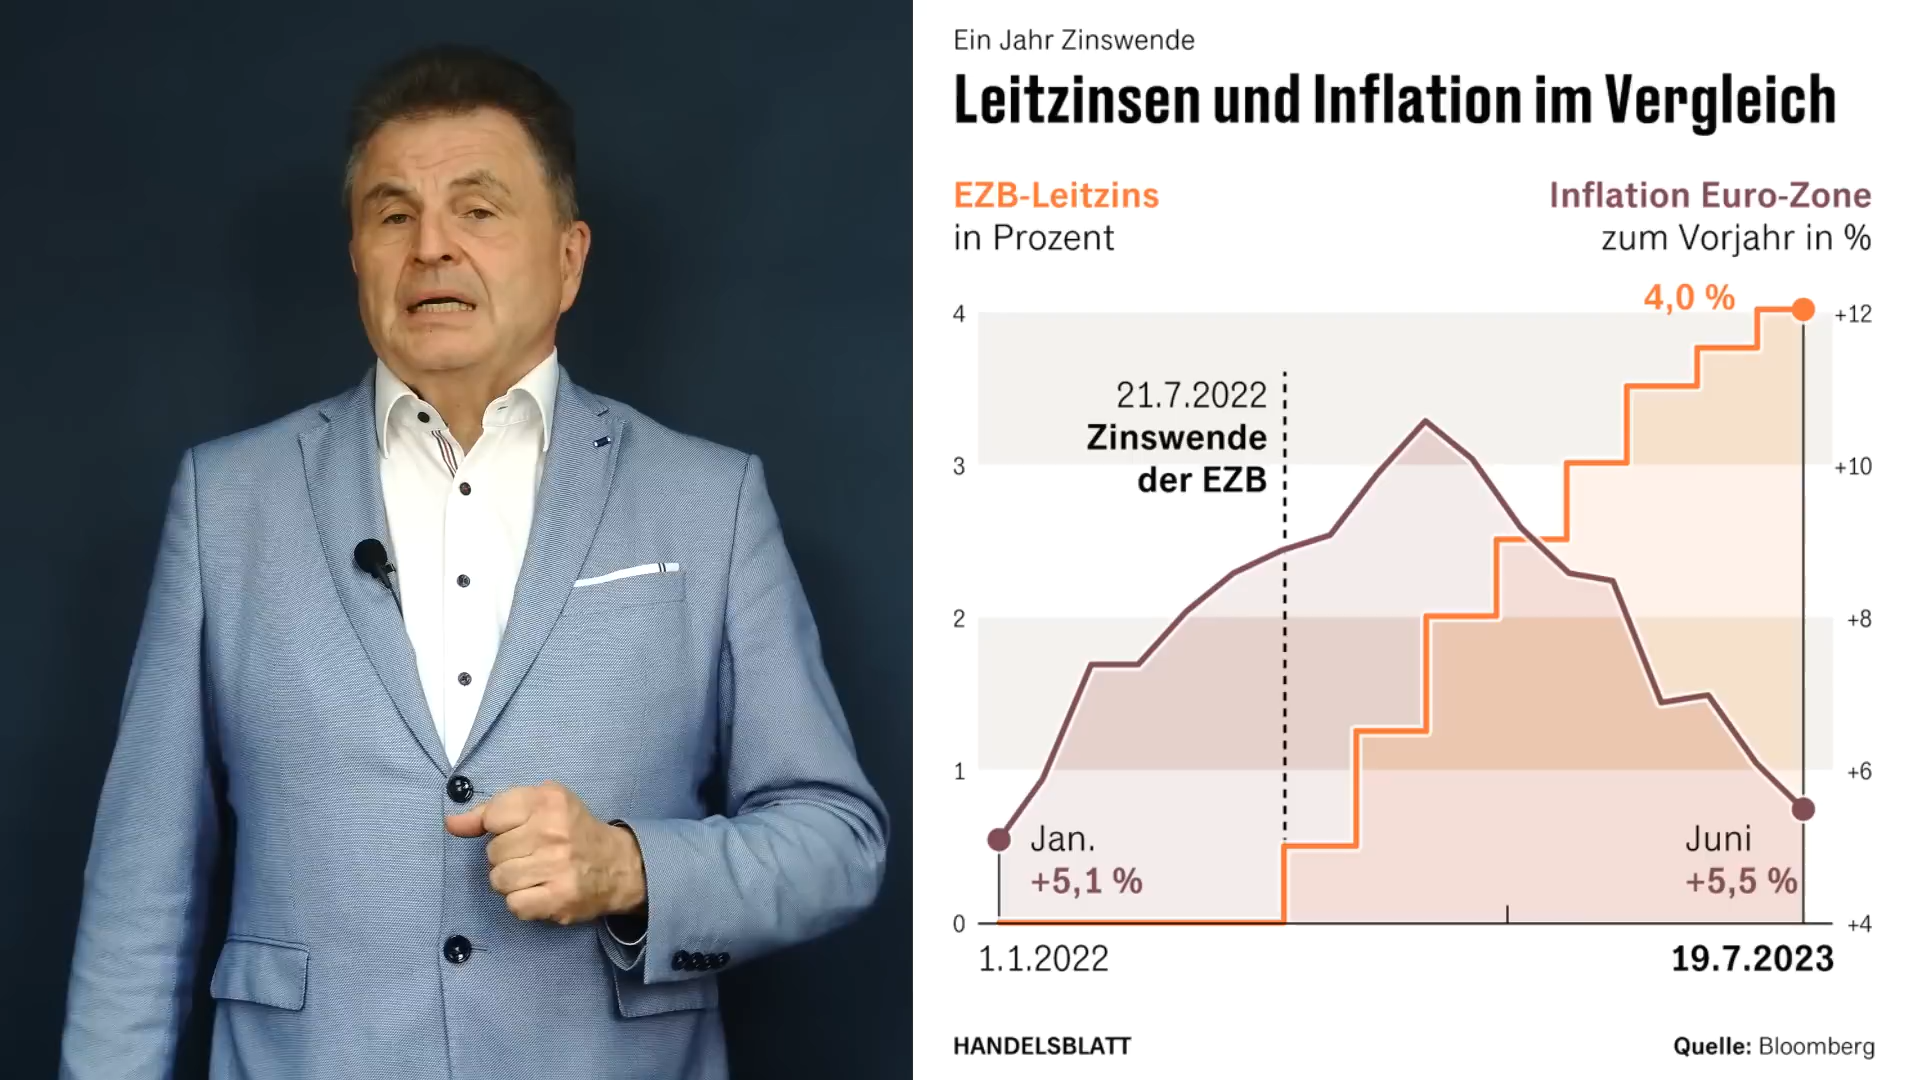 Ein Jahr Zinswende
Leitzinsen und Inflation im Vergleich
EZB-Leitzins
in Prozent
Inflation Euro-Zone
zum Vorjahr in %
4,0 %
4
+12
21.7.2022
Zinswende
der EZB
3
+10
2
+8
1
+6
Jan.
+5,1 %
Juni
+5,5 %
0
+4
1.1.2022
19.7.2023
HANDELSBLATT
Quelle: Bloomberg